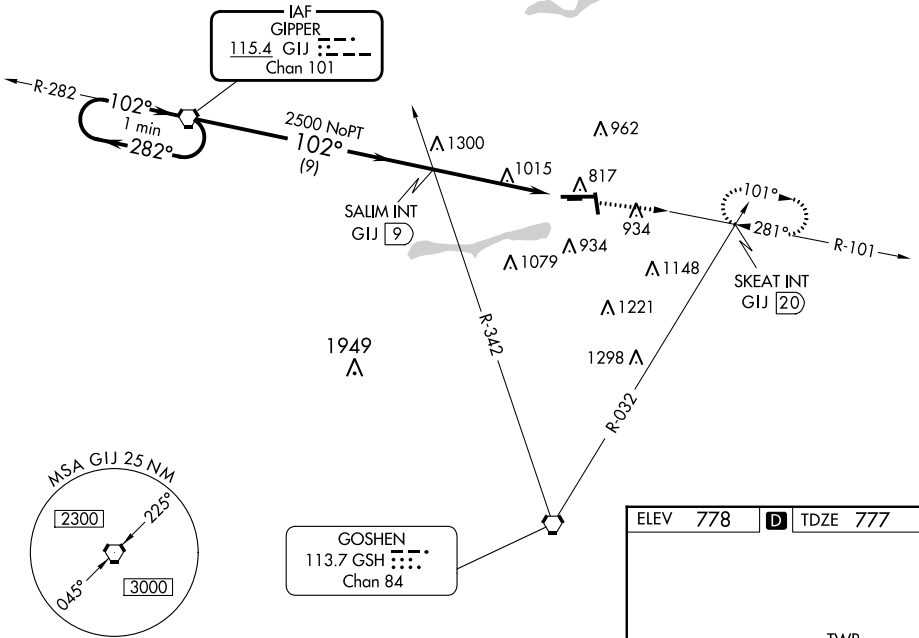 IAF
GIPPER
115.4 GIJ
Chan 101
R-282
102°
1 min
282°
2500 NoPT
102°
(9)
1300
962
1015
817
SALIM INT
GIJ 9
934
934
1079
1148
1221
1298
101°
281°
R-101
SKEAT INT
GIJ 20
R-342
R-032
1949
MSA GIJ 25 NM
2300
225°
045°
3000
GOSHEN
113.7 GSH
Chan 84
ELEV 778 D TDZE 777